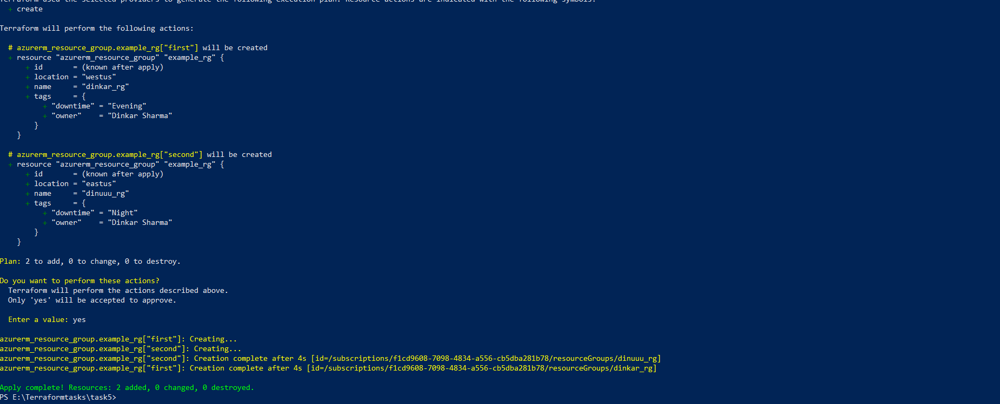 Terraform used the selected providers to generate the following execution plan. Resource actions are indicated with the following symbols:
  + create

Terraform will perform the following actions:

  # azurerm_resource_group.example_rg["first"] will be created
  + resource "azurerm_resource_group" "example_rg" {
      + id       = (known after apply)
      + location = "westus"
      + name     = "dinkar_rg"
      + tags     = {
          + "downtime" = "Evening"
          + "owner"    = "Dinkar Sharma"
        }
    }

  # azurerm_resource_group.example_rg["second"] will be created
  + resource "azurerm_resource_group" "example_rg" {
      + id       = (known after apply)
      + location = "eastus"
      + name     = "dinuuu_rg"
      + tags     = {
          + "downtime" = "Night"
          + "owner"    = "Dinkar Sharma"
        }
    }

Plan: 2 to add, 0 to change, 0 to destroy.

Do you want to perform these actions?
  Terraform will perform the actions described above.
  Only 'yes' will be accepted to approve.

  Enter a value: yes

azurerm_resource_group.example_rg["first"]: Creating...
azurerm_resource_group.example_rg["second"]: Creating...
azurerm_resource_group.example_rg["second"]: Creation complete after 4s [id=/subscriptions/f1cd9608-7098-4834-a556-cb5dba281b78/resourceGroups/dinuuu_rg]
azurerm_resource_group.example_rg["first"]: Creation complete after 4s [id=/subscriptions/f1cd9608-7098-4834-a556-cb5dba281b78/resourceGroups/dinkar_rg]

Apply complete! Resources: 2 added, 0 changed, 0 destroyed.
PS E:\Terraformtasks\task5>